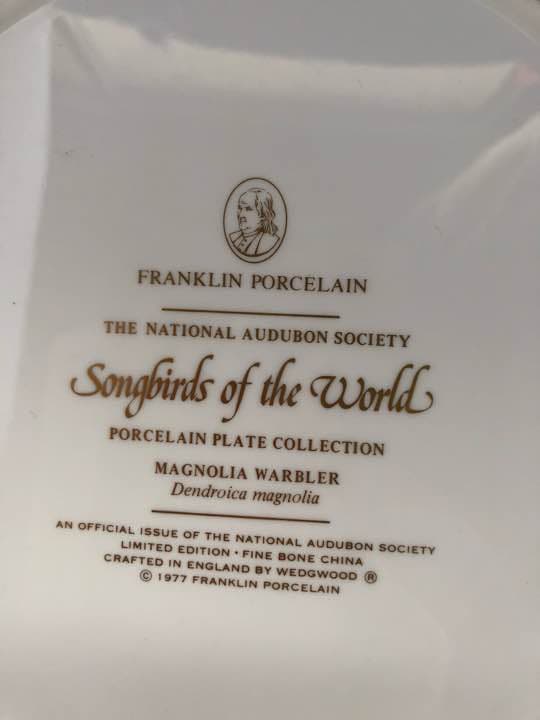 FRANKLIN PORCELAIN
THE NATIONAL AUDUBON SOCIETY
Songbirds of the World
PORCELAIN PLATE COLLECTION
MAGNOLIA WARBLER
Dendroica magnolia
AN OFFICIAL ISSUE OF THE NATIONAL AUDUBON SOCIETY
LIMITED EDITION · FINE BONE CHINA
CRAFTED IN ENGLAND BY WEDGWOOD ®
© 1977 FRANKLIN PORCELAIN